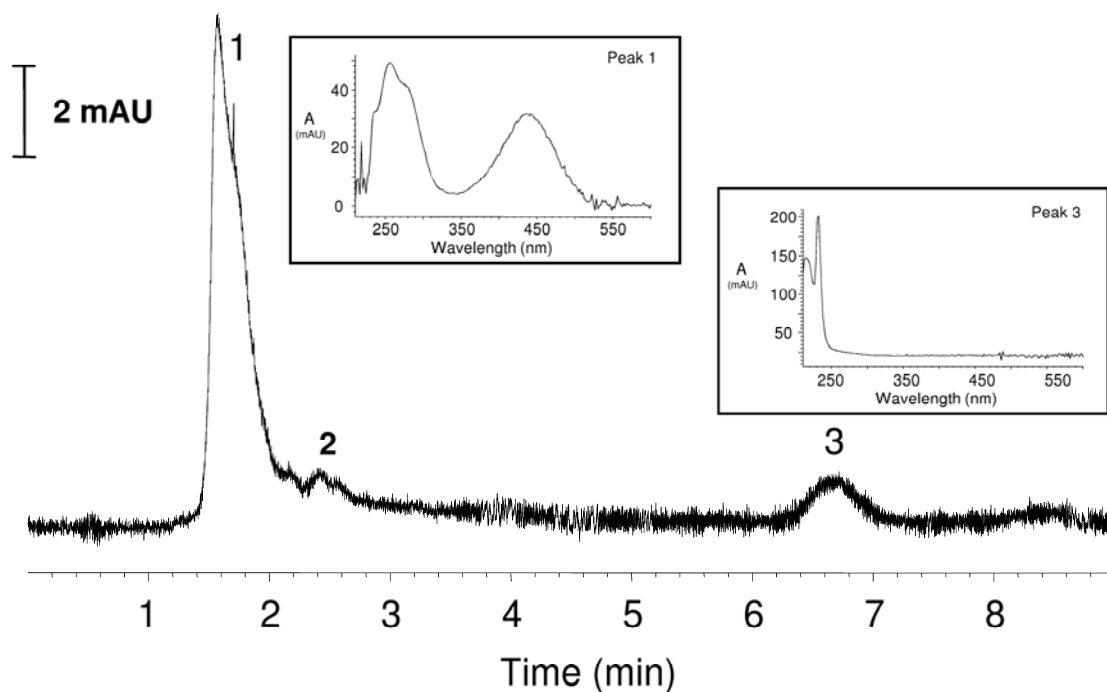 1
2 mAU
Peak 1
40
20
0
A
(mAU)
250 350 450 550
Wavelength (nm)
Peak 3
200
150
100
50
A
(mAU)
250 350 450 550
Wavelength (nm)
2
3
1 2 3 4 5 6 7 8
Time (min)